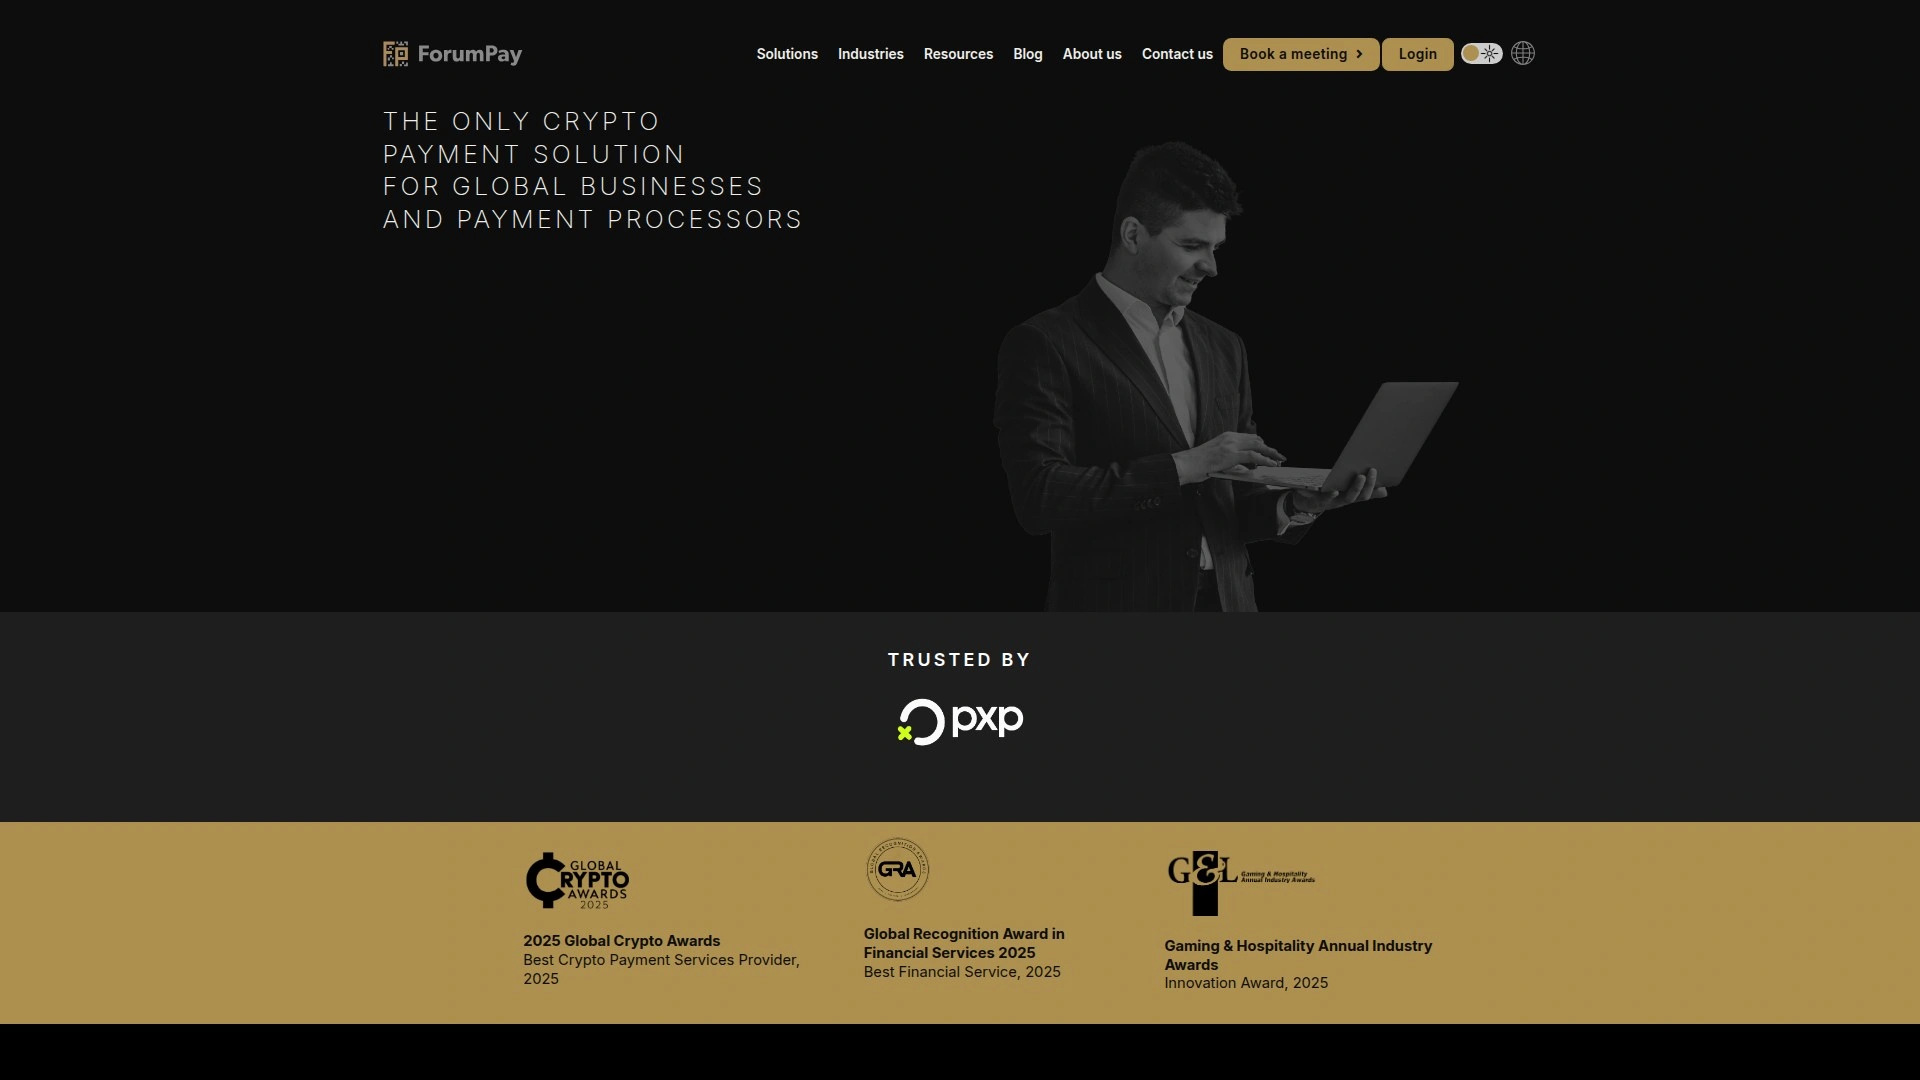 ForumPay
Solutions
Industries
Resources
Blog
About us
Contact us
Book a meeting
Login
THE ONLY CRYPTO
PAYMENT SOLUTION
FOR GLOBAL BUSINESSES
AND PAYMENT PROCESSORS
TRUSTED BY
pxp
GLOBAL
CRYPTO
AWARDS
2025
2025 Global Crypto Awards
Best Crypto Payment Services Provider,
2025
GRA
Global Recognition Award in
Financial Services 2025
Best Financial Service, 2025
G&L
Gaming & Hospitality
Annual Industry Awards
Gaming & Hospitality Annual Industry
Awards
Innovation Award, 2025